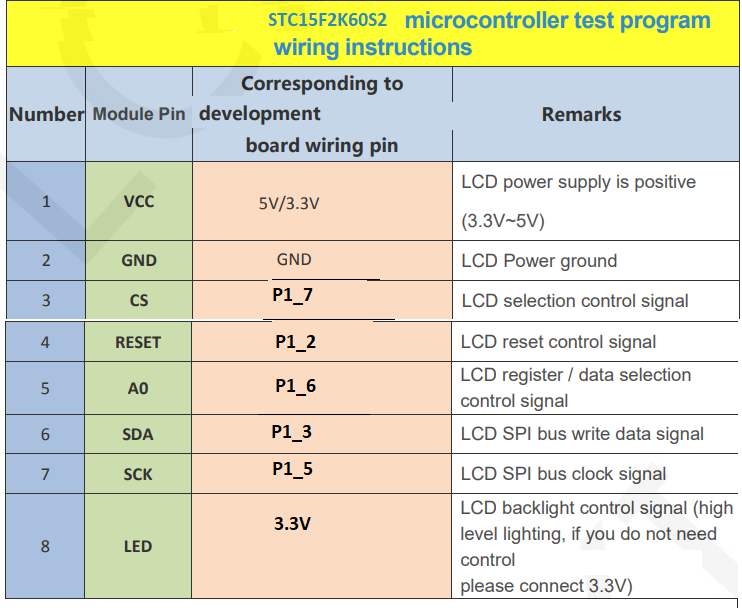 STC15F2K60S2 microcontroller test program
wiring instructions
Number
Module Pin
Corresponding to
development
board wiring pin
Remarks
1
VCC
5V/3.3V
LCD power supply is positive
(3.3V~5V)
2
GND
GND
LCD Power ground
3
CS
P1_7
LCD selection control signal
4
RESET
P1_2
LCD reset control signal
5
A0
P1_6
LCD register / data selection
control signal
6
SDA
P1_3
LCD SPI bus write data signal
7
SCK
P1_5
LCD SPI bus clock signal
8
LED
3.3V
LCD backlight control signal (high
level lighting, if you do not need
control
please connect 3.3V)